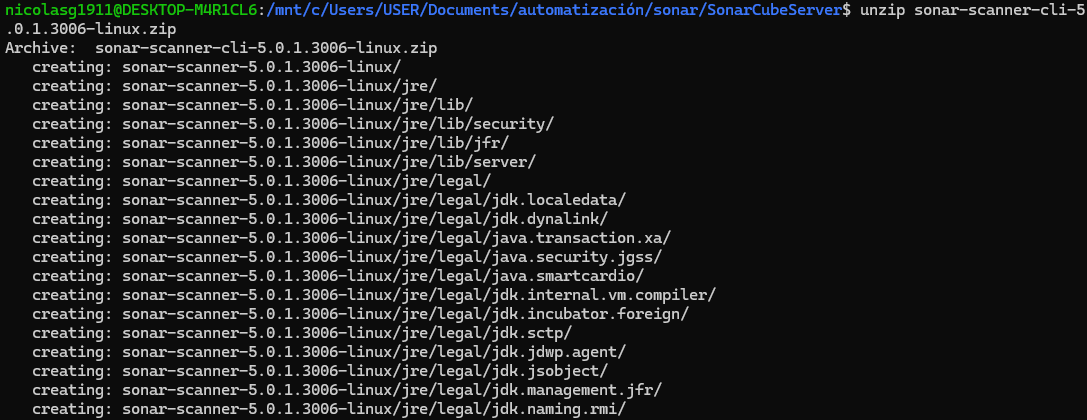 nicolasg1911@DESKTOP-M4R1CL6:/mnt/c/Users/USER/Documents/automatización/sonar/SonarCubeServer$ unzip sonar-scanner-cli-5
.0.1.3006-linux.zip
Archive:  sonar-scanner-cli-5.0.1.3006-linux.zip
   creating: sonar-scanner-5.0.1.3006-linux/
   creating: sonar-scanner-5.0.1.3006-linux/jre/
   creating: sonar-scanner-5.0.1.3006-linux/jre/lib/
   creating: sonar-scanner-5.0.1.3006-linux/jre/lib/security/
   creating: sonar-scanner-5.0.1.3006-linux/jre/lib/jfr/
   creating: sonar-scanner-5.0.1.3006-linux/jre/lib/server/
   creating: sonar-scanner-5.0.1.3006-linux/jre/legal/
   creating: sonar-scanner-5.0.1.3006-linux/jre/legal/jdk.localedata/
   creating: sonar-scanner-5.0.1.3006-linux/jre/legal/jdk.dynalink/
   creating: sonar-scanner-5.0.1.3006-linux/jre/legal/java.transaction.xa/
   creating: sonar-scanner-5.0.1.3006-linux/jre/legal/java.security.jgss/
   creating: sonar-scanner-5.0.1.3006-linux/jre/legal/java.smartcardio/
   creating: sonar-scanner-5.0.1.3006-linux/jre/legal/jdk.internal.vm.compiler/
   creating: sonar-scanner-5.0.1.3006-linux/jre/legal/jdk.incubator.foreign/
   creating: sonar-scanner-5.0.1.3006-linux/jre/legal/jdk.sctp/
   creating: sonar-scanner-5.0.1.3006-linux/jre/legal/jdk.jdwp.agent/
   creating: sonar-scanner-5.0.1.3006-linux/jre/legal/jdk.jsobject/
   creating: sonar-scanner-5.0.1.3006-linux/jre/legal/jdk.management.jfr/
   creating: sonar-scanner-5.0.1.3006-linux/jre/legal/jdk.naming.rmi/